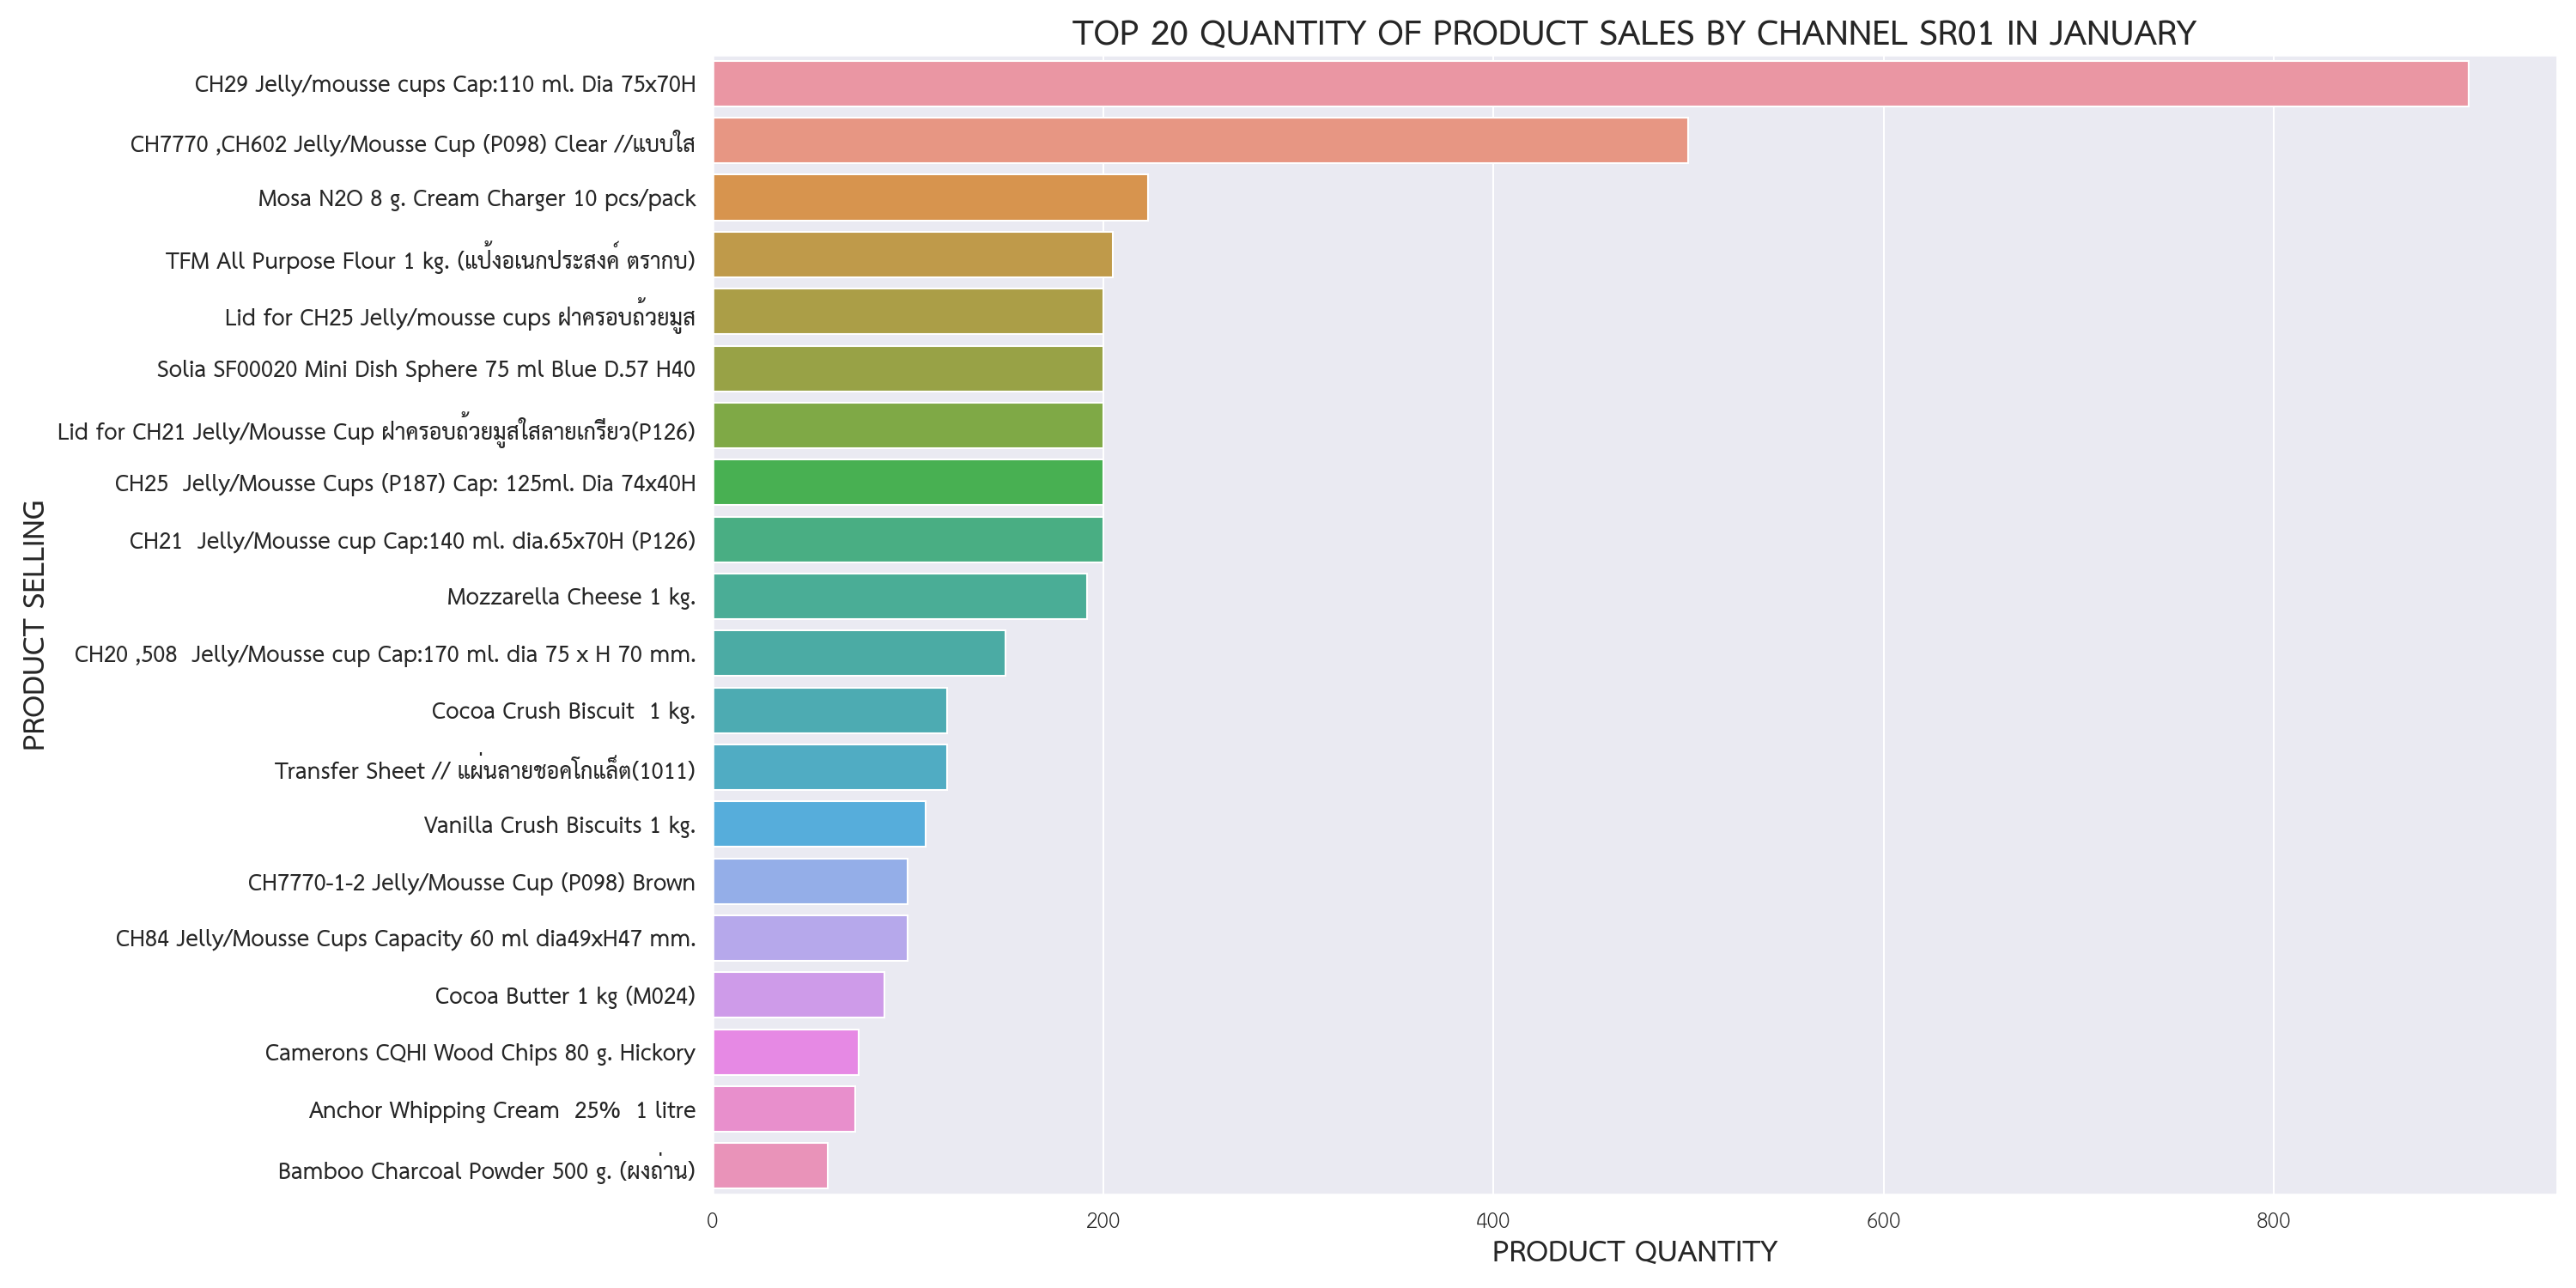 TOP 20 QUANTITY OF PRODUCT SALES BY CHANNEL SR01 IN JANUARY
PRODUCT SELLING
CH29 Jelly/mousse cups Cap:110 ml. Dia 75x70H
CH7770 ,CH602 Jelly/Mousse Cup (P098) Clear //แบบใส
Mosa N2O 8 g. Cream Charger 10 pcs/pack
TFM All Purpose Flour 1 kg. (แป้งอเนกประสงค์ ตรากบ)
Lid for CH25 Jelly/mousse cups ฝาครอบถ้วยมูส
Solia SF00020 Mini Dish Sphere 75 ml Blue D.57 H40
Lid for CH21 Jelly/Mousse Cup ฝาครอบถ้วยมูสใสลายเกรียว(P126)
CH25  Jelly/Mousse Cups (P187) Cap: 125ml. Dia 74x40H
CH21  Jelly/Mousse cup Cap:140 ml. dia.65x70H (P126)
Mozzarella Cheese 1 kg.
CH20 ,508  Jelly/Mousse cup Cap:170 ml. dia 75 x H 70 mm.
Cocoa Crush Biscuit  1 kg.
Transfer Sheet // แผ่นลายชอคโกแล็ต(1011)
Vanilla Crush Biscuits 1 kg.
CH7770-1-2 Jelly/Mousse Cup (P098) Brown
CH84 Jelly/Mousse Cups Capacity 60 ml dia49xH47 mm.
Cocoa Butter 1 kg (M024)
Camerons CQHI Wood Chips 80 g. Hickory
Anchor Whipping Cream  25%  1 litre
Bamboo Charcoal Powder 500 g. (ผงถ่าน)
0 200 400 600 800
PRODUCT QUANTITY